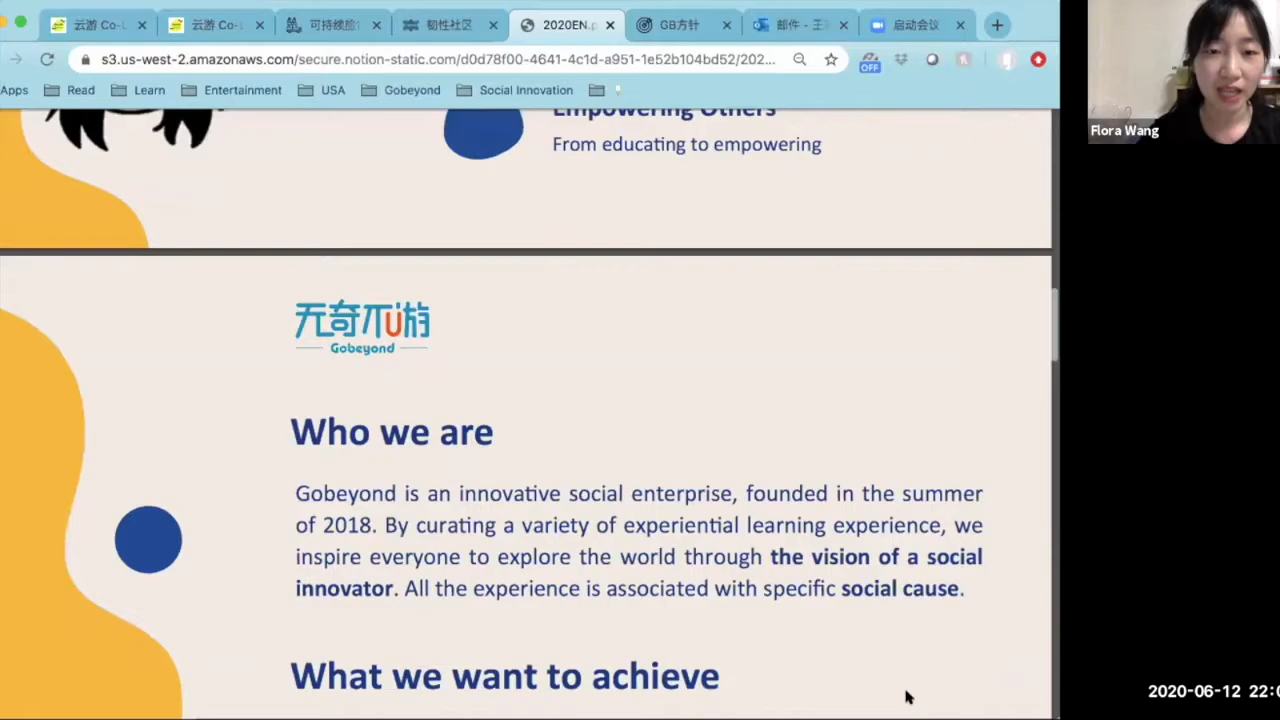 云游 Co-L
云游 Co-L
可持续旅行
韧性社区
2020EN.p
GB方针
邮件 - 王
启动会议
s3.us-west-2.amazonaws.com/secure.notion-static.com/d0d78f00-4641-4c1d-a951-1e52b104bd52/202...
OFF
Apps
Read
Learn
Entertainment
USA
Gobeyond
Social Innovation
Flora Wang
Empowering Others
From educating to empowering
无奇不U游
Gobeyond
Who we are
Gobeyond is an innovative social enterprise, founded in the summer
of 2018. By curating a variety of experiential learning experience, we
inspire everyone to explore the world through the vision of a social
innovator. All the experience is associated with specific social cause.
What we want to achieve
2020-06-12 22:0